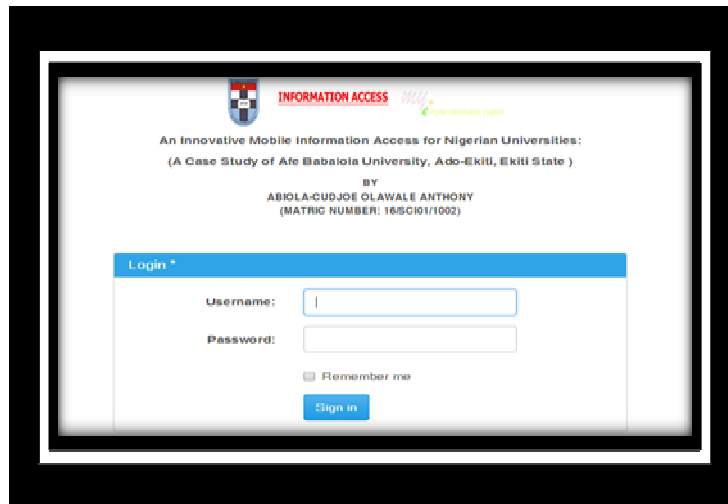 INFORMATION ACCESS my
An Innovative Mobile Information Access for Nigerian Universities:
(A Case Study of Afe Babalola University, Ado-Ekiti, Ekiti State )
BY
ABIOLA-CUDJOE OLAWALE ANTHONY
(MATRIC NUMBER: 16/SCI01/1002)
Login *
Username:
Password:
Remember me
Sign in